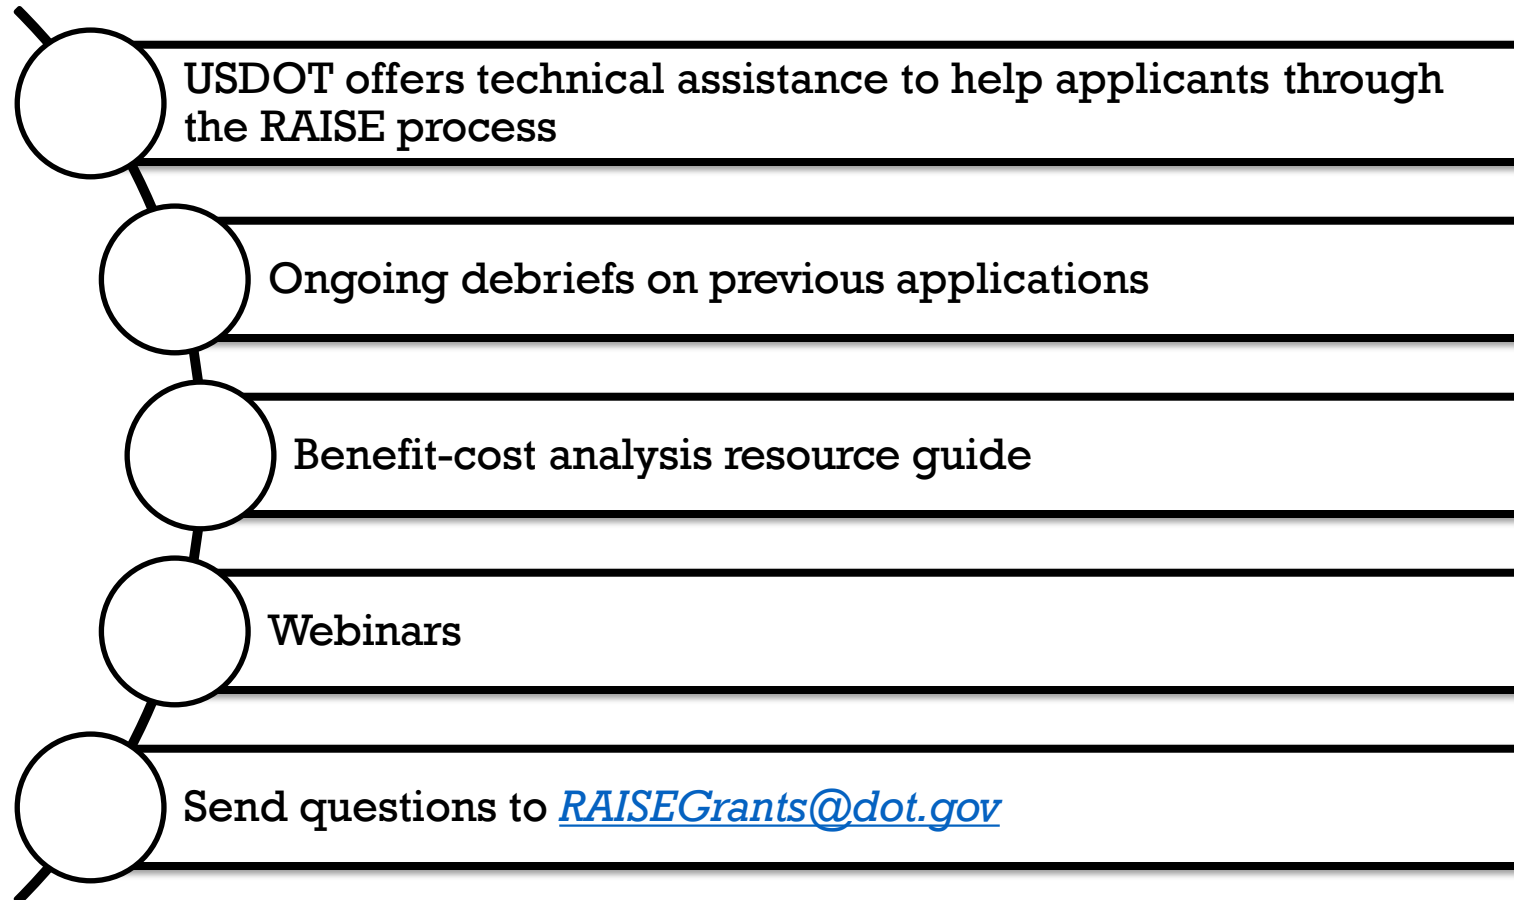 USDOT offers technical assistance to help applicants through
the RAISE process
Ongoing debriefs on previous applications
Benefit-cost analysis resource guide
Webinars
Send questions to RAISEGrants@dot.gov